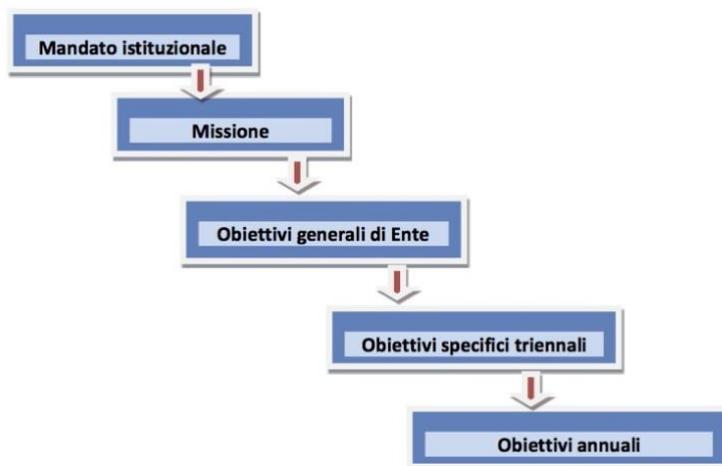 Mandato istituzionale
Missione
Obiettivi generali di Ente
Obiettivi specifici triennali
Obiettivi annuali